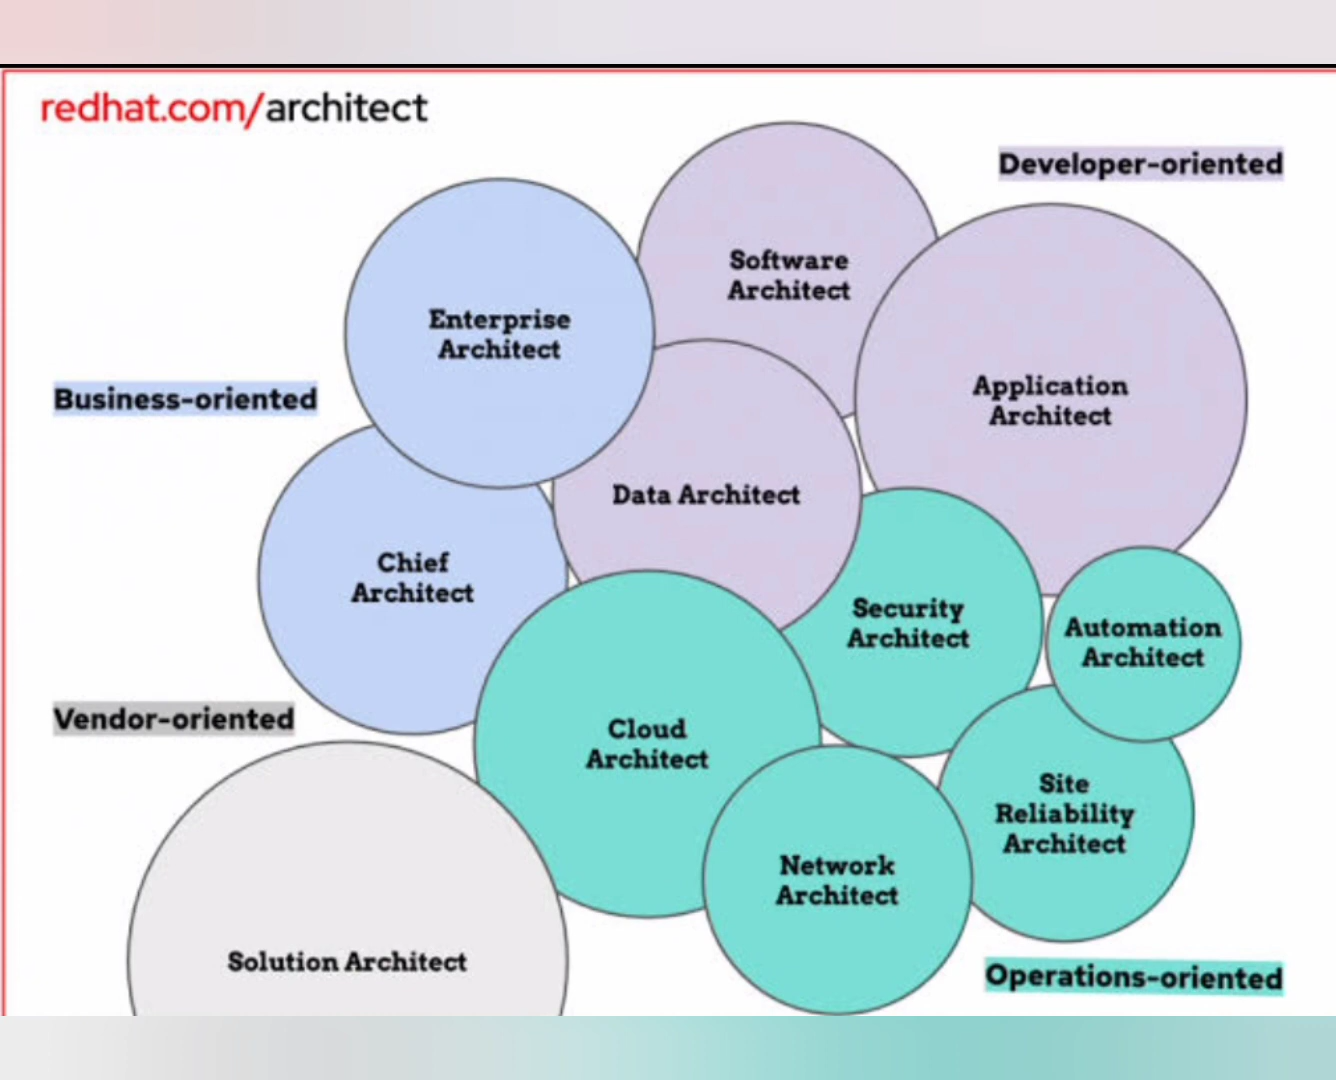 redhat.com/architect
Developer-oriented
Software
Architect
Enterprise
Architect
Application
Architect
Business-oriented
Data Architect
Chief
Architect
Security
Architect
Automation
Architect
Vendor-oriented
Cloud
Architect
Site
Reliability
Architect
Network
Architect
Solution Architect
Operations-oriented